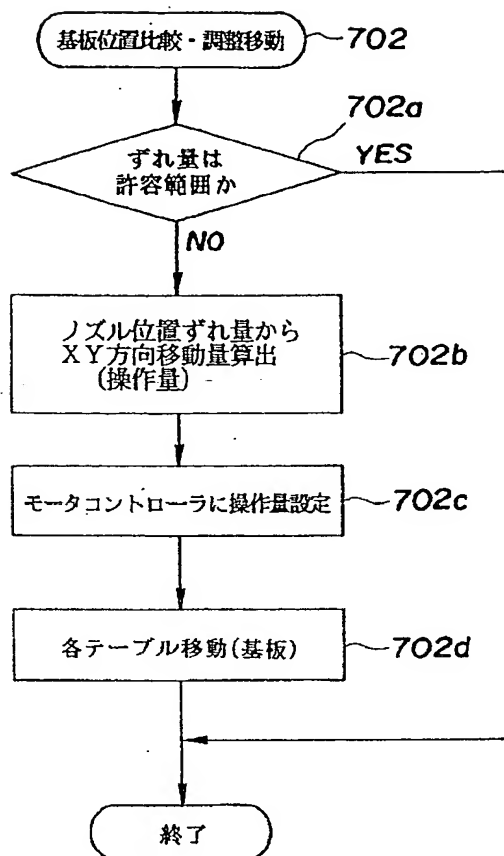 基板位置比較・調整移動
702
702a
ずれ量は
許容範囲か
YES
NO
ノズル位置ずれ量から
XY方向移動量算出
(操作量)
702b
モータコントローラに操作量設定
702c
各テーブル移動(基板)
702d
終了